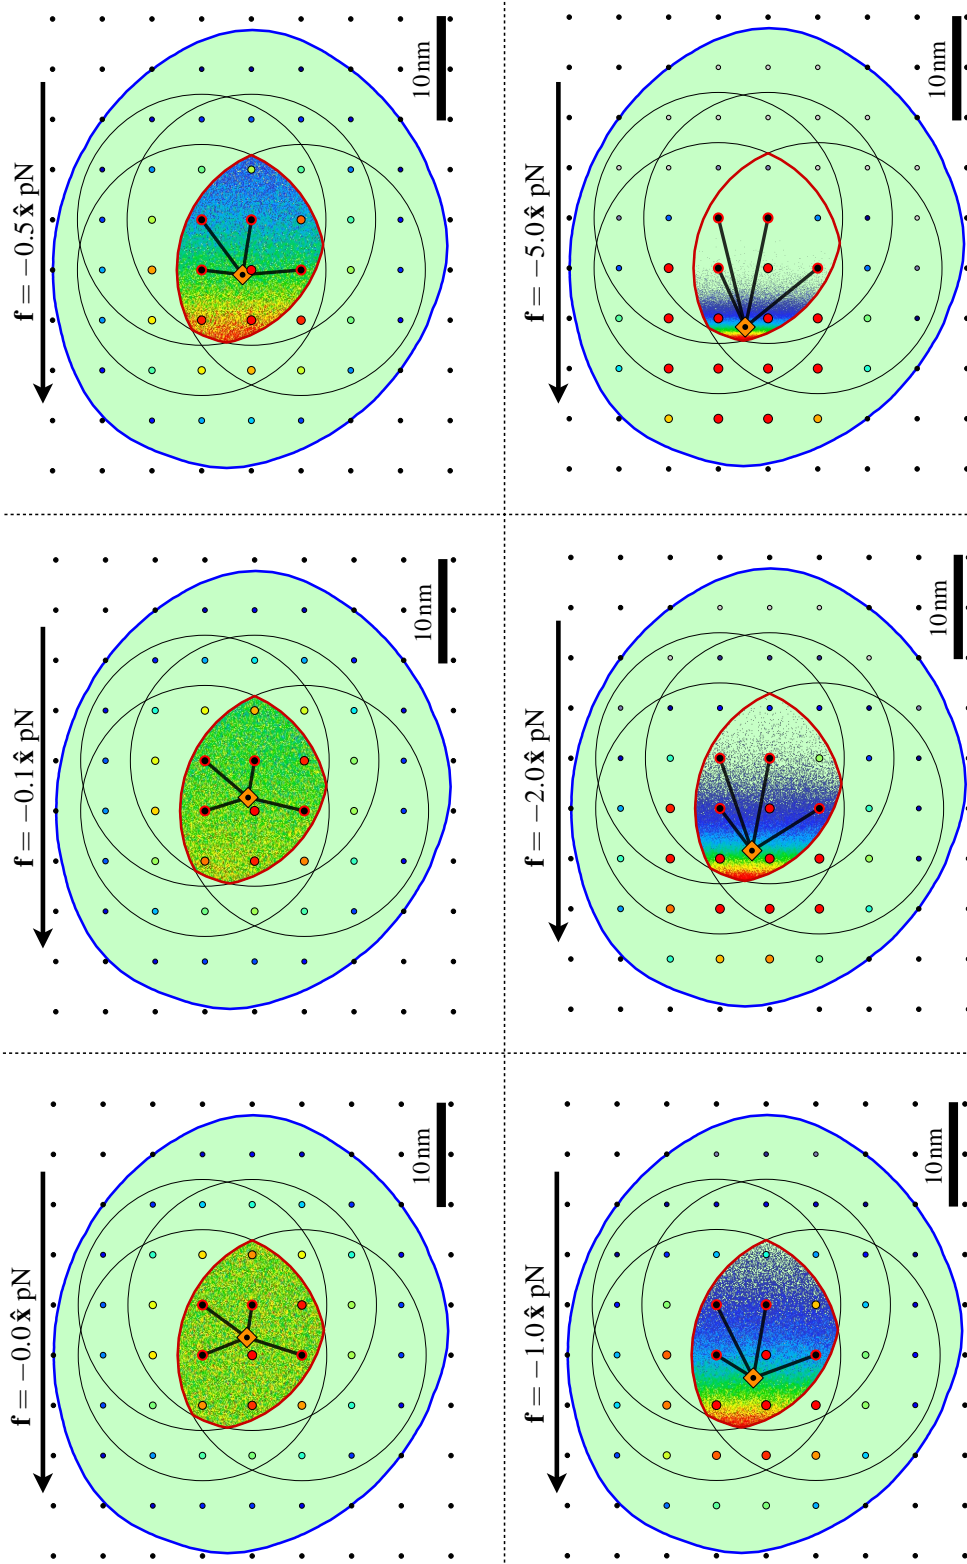 f = −0.0x̂ pN
10nm
f = −0.1x̂ pN
10nm
f = −0.5x̂ pN
10nm
f = −1.0x̂ pN
10nm
f = −2.0x̂ pN
10nm
f = −5.0x̂ pN
10nm